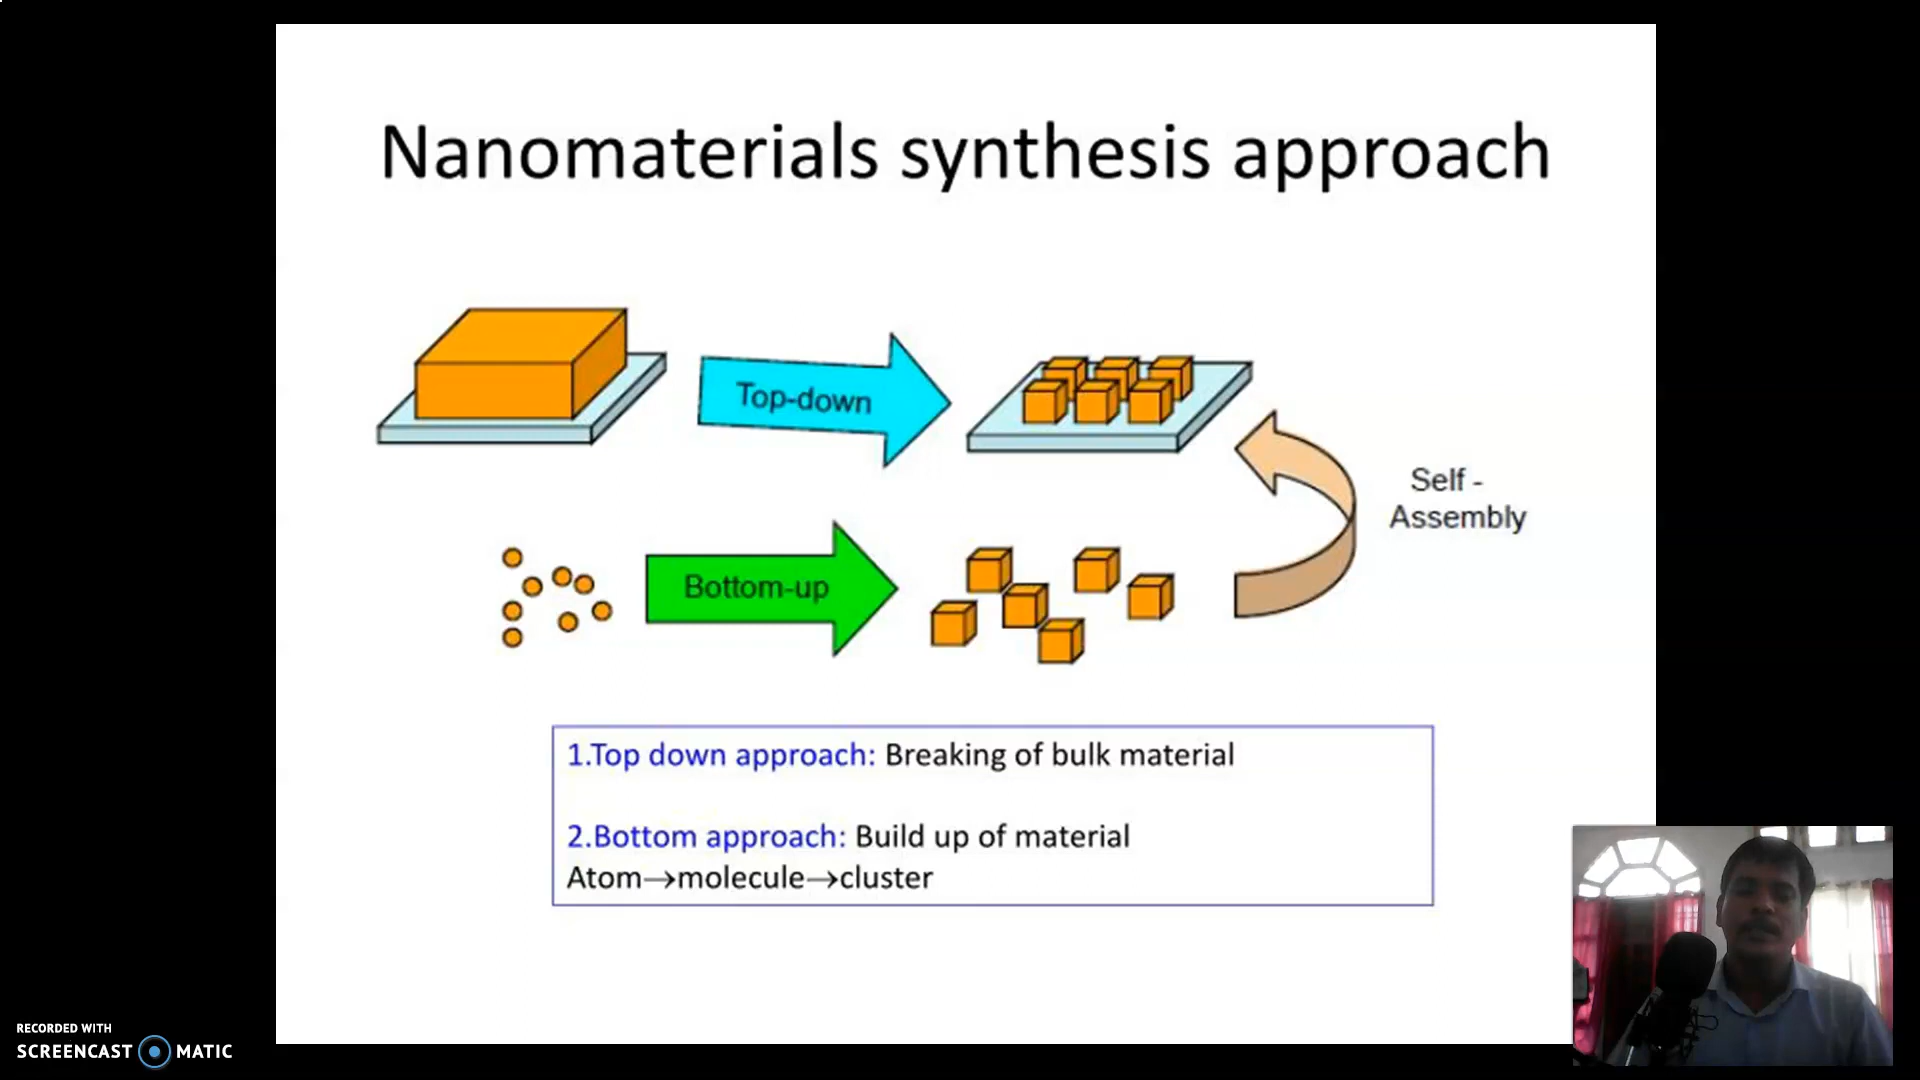 Nanomaterials synthesis approach
Top-down
Self -
Assembly
Bottom-up
1.Top down approach: Breaking of bulk material
2.Bottom approach: Build up of material
Atom→molecule→cluster
RECORDED WITH
SCREENCAST MATIC